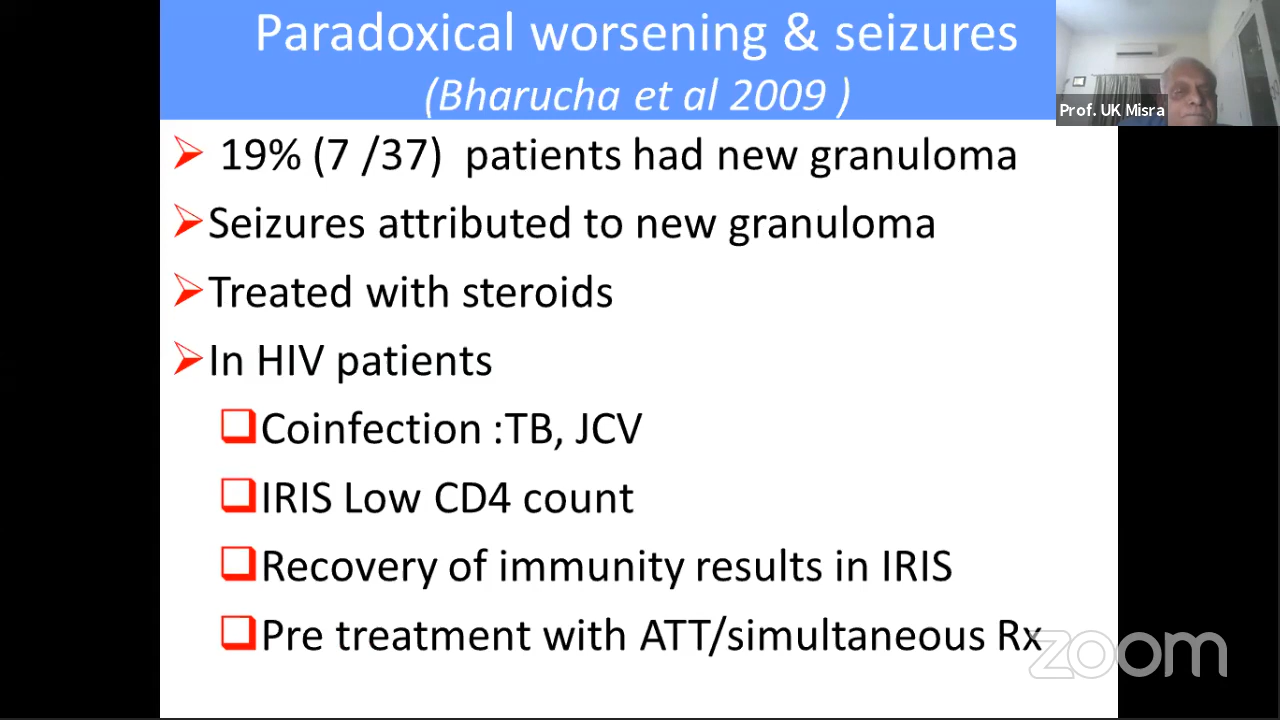 Paradoxical worsening & seizures
(Bharucha et al 2009 )
Prof. UK Misra
19% (7 /37) patients had new granuloma
Seizures attributed to new granuloma
Treated with steroids
In HIV patients
Coinfection :TB, JCV
IRIS Low CD4 count
Recovery of immunity results in IRIS
Pre treatment with ATT/simultaneous Rx
zoom